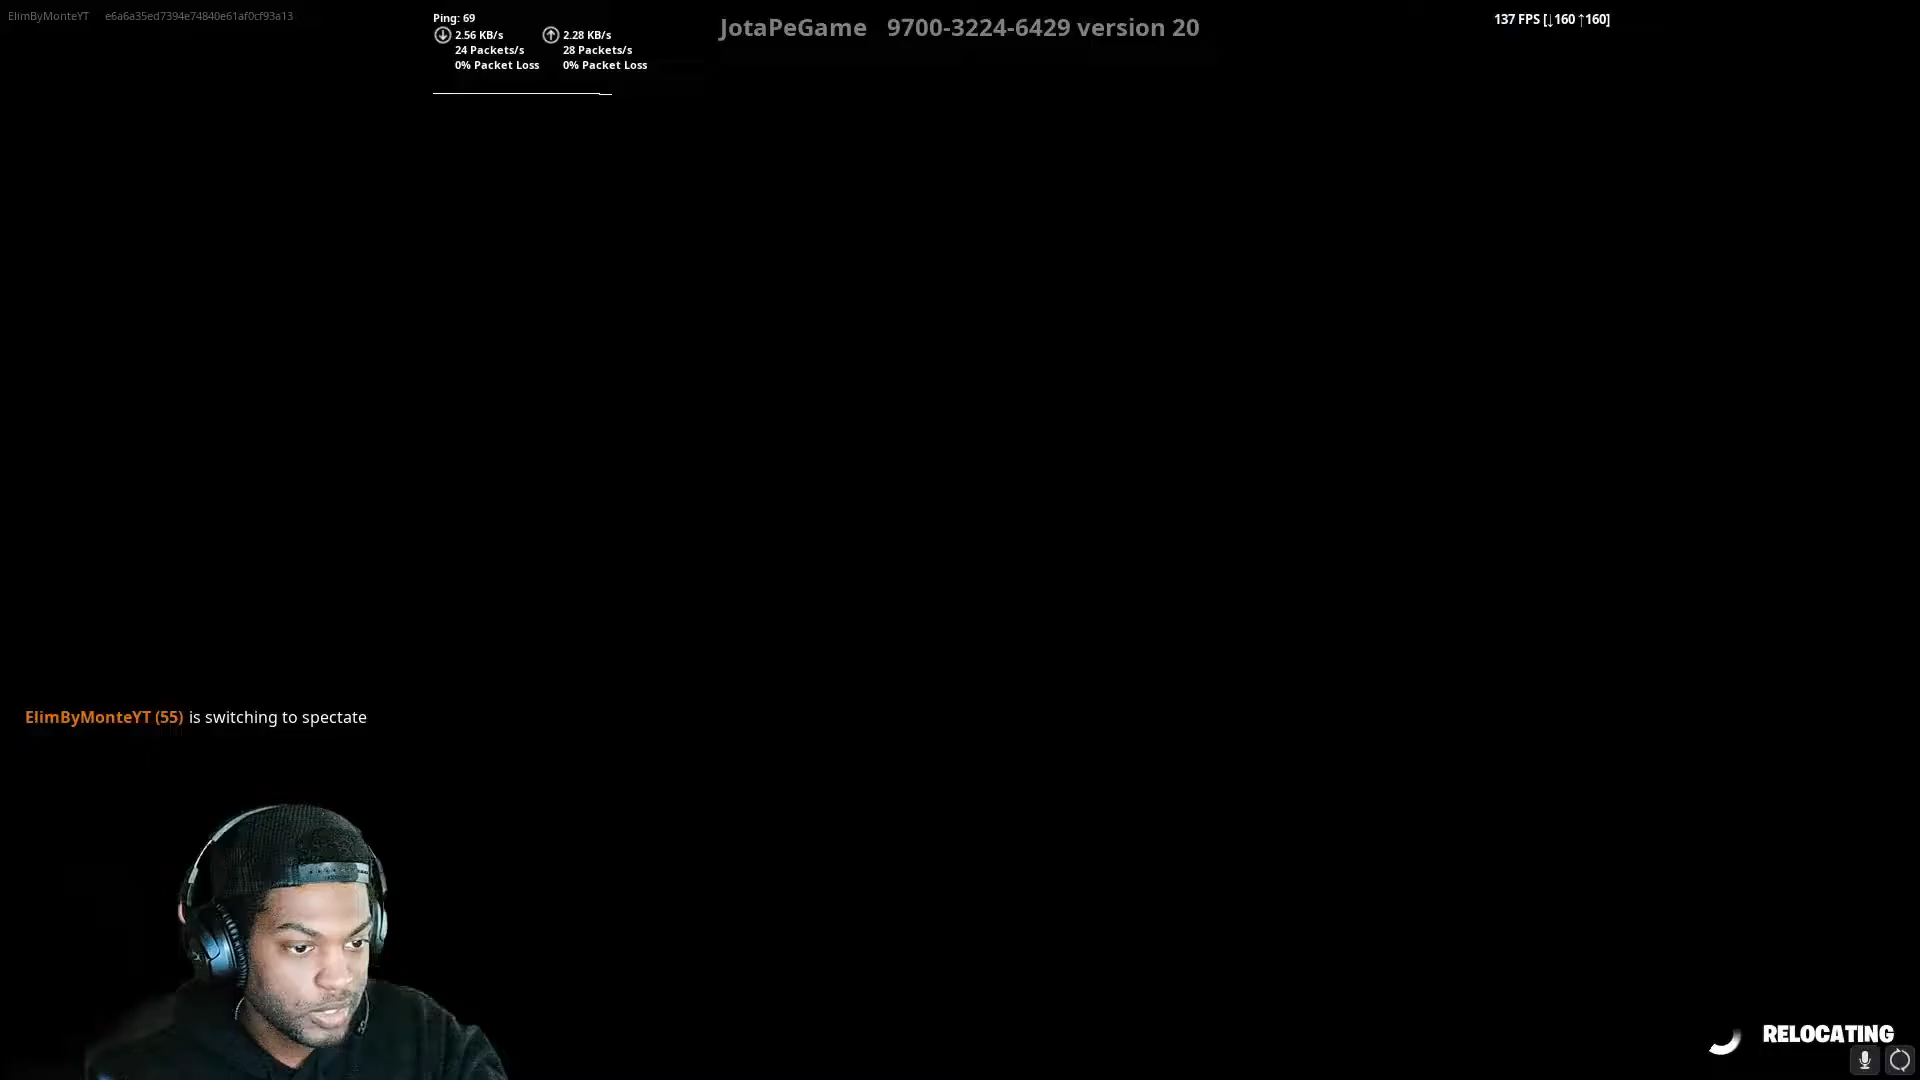 ElimByMonteYT e6a6a35ed7394e74840e61af0cf93a13
Ping: 69
2.56 KB/s 2.28 KB/s
24 Packets/s 28 Packets/s
0% Packet Loss 0% Packet Loss
JotaPeGame 9700-3224-6429 version 20
137 FPS [↓160 ↑160]
ElimByMonteYT (55) is switching to spectate
RELOCATING